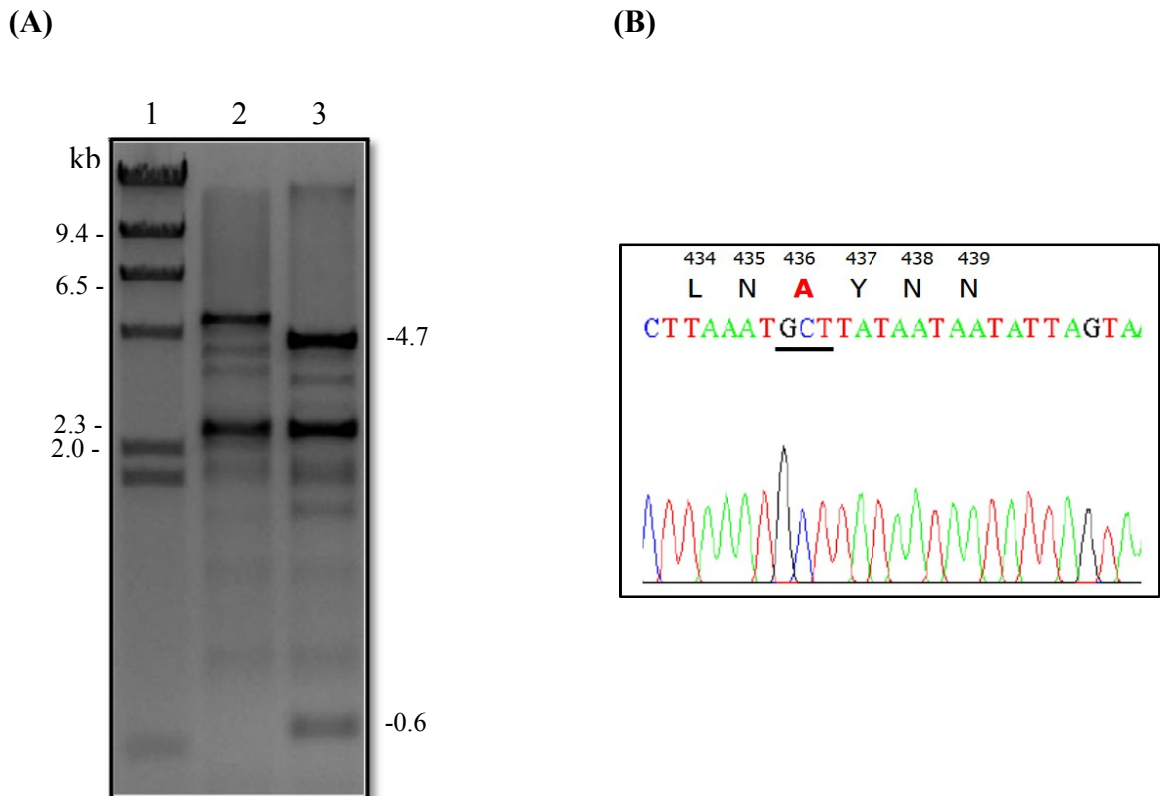 (A)
(B)
1 2 3
kb
9.4 -
6.5 -
2.3 -
2.0 -
-4.7
-0.6
434 435 436 437 438 439
L N A Y N N
CTTAAATGCTTATAATAATATTAGTA